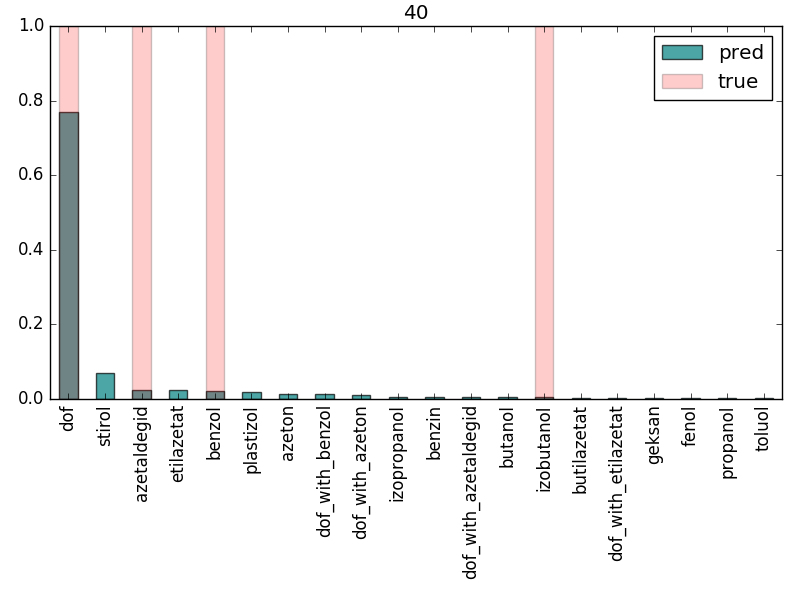 40
1.0
0.8
0.6
0.4
0.2
0.0
pred
true
dof
stirol
azetaldegid
etilazetat
benzol
plastizol
azeton
dof_with_benzol
dof_with_azeton
izopropanol
benzin
dof_with_azetaldegid
butanol
izobutanol
butilazetat
dof_with_etilazetat
geksan
fenol
propanol
toluol